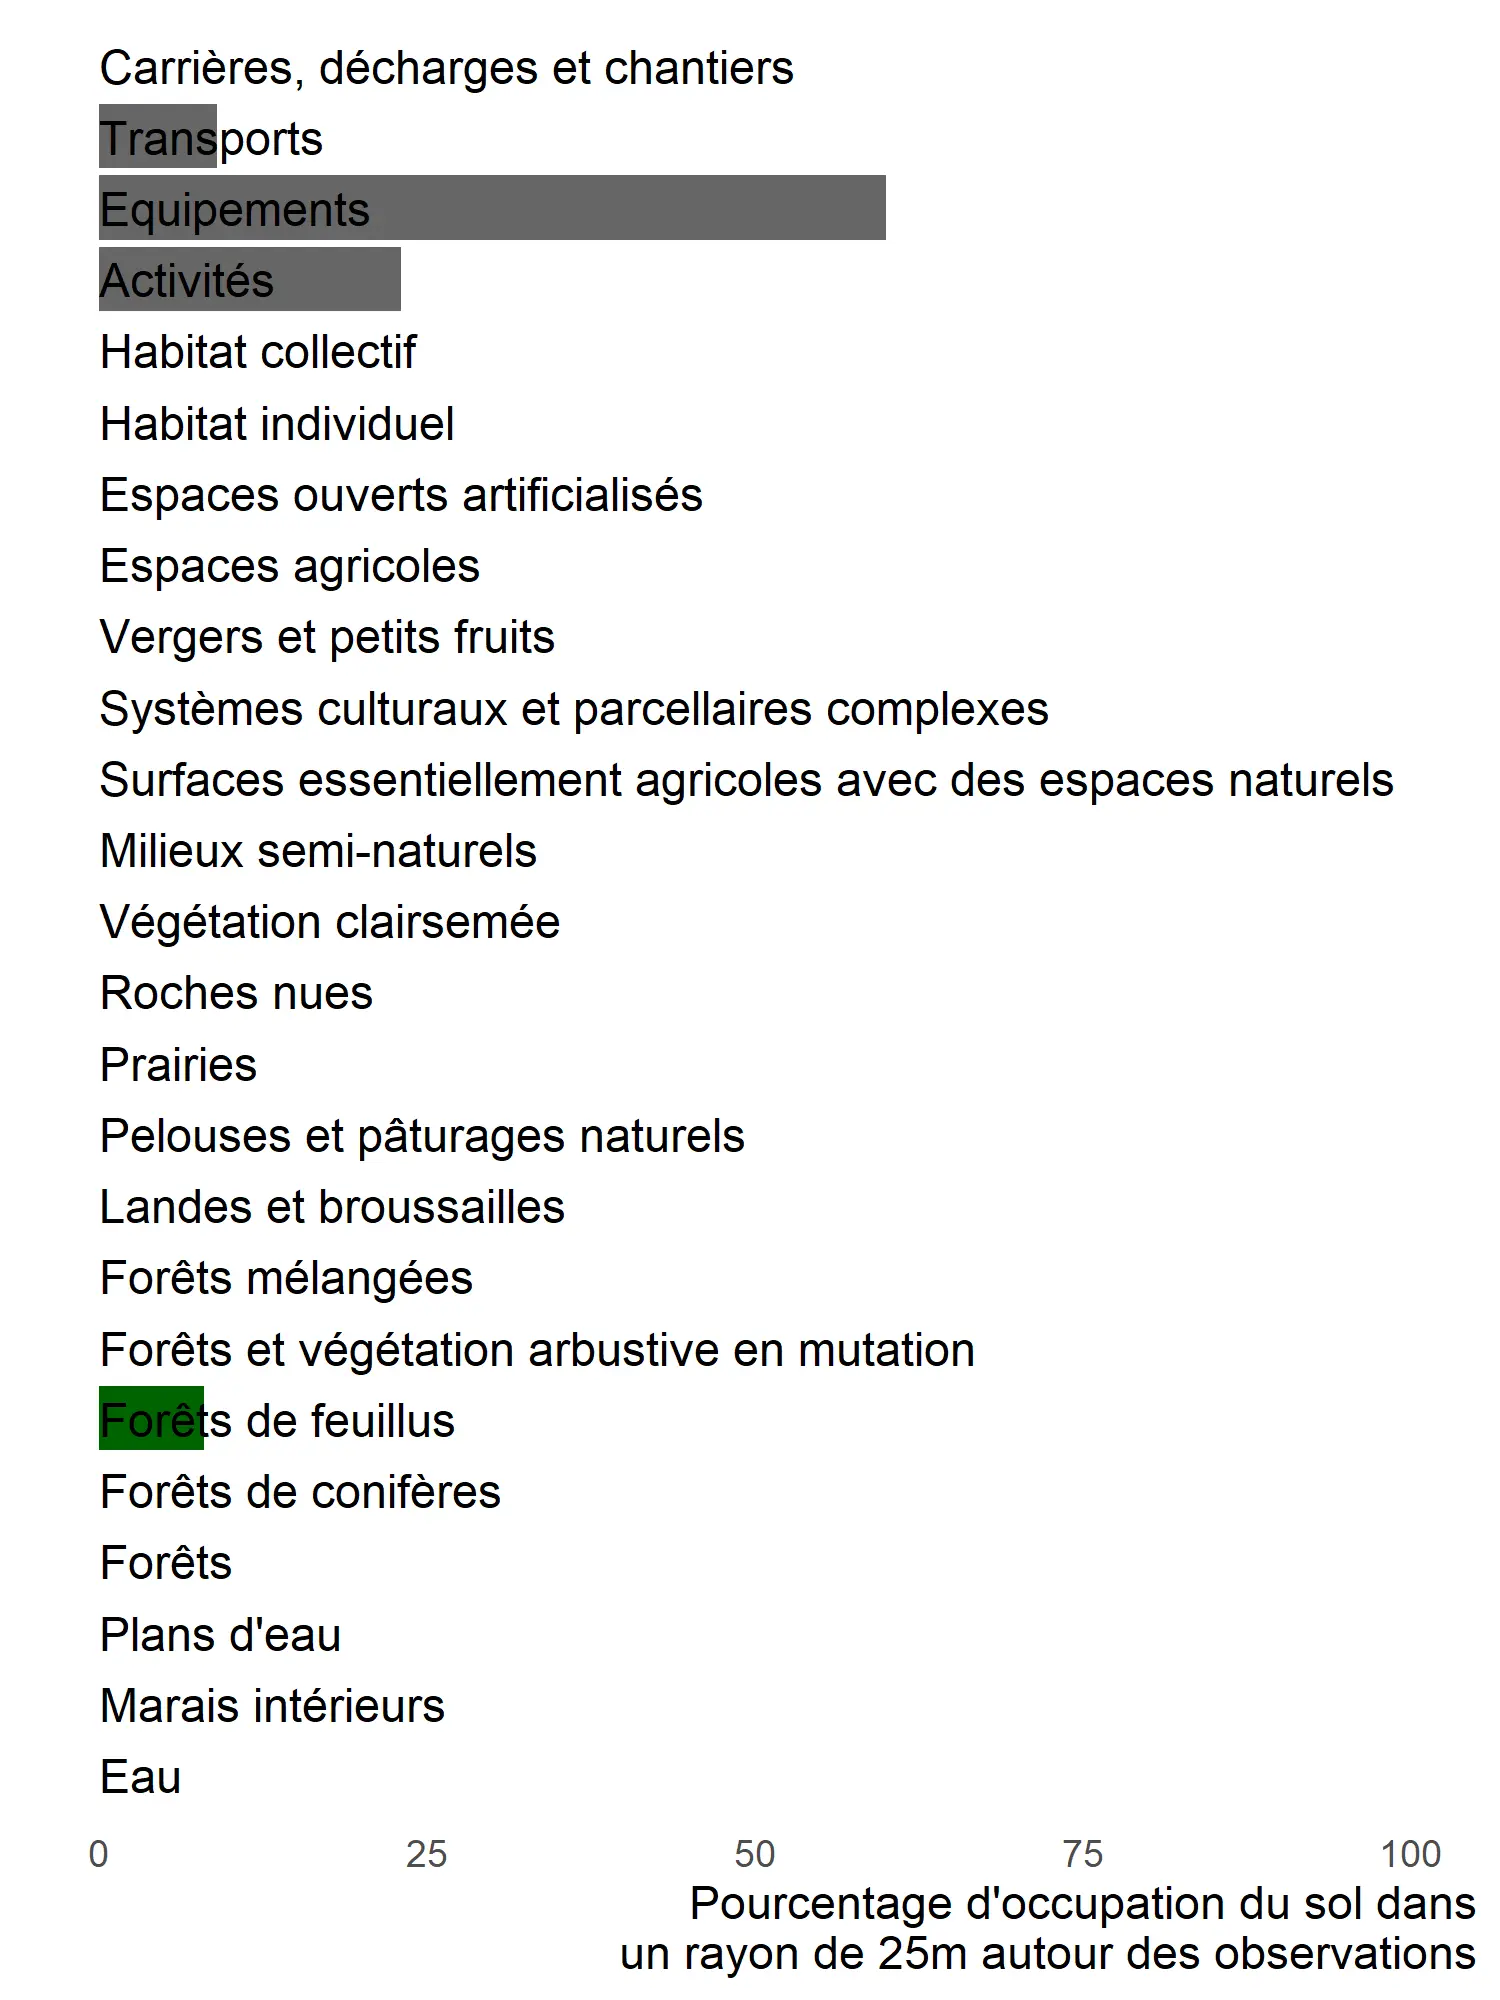 Carrières, décharges et chantiers
Transports
Equipements
Activités
Habitat collectif
Habitat individuel
Espaces ouverts artificialisés
Espaces agricoles
Vergers et petits fruits
Systèmes culturaux et parcellaires complexes
Surfaces essentiellement agricoles avec des espaces naturels
Milieux semi-naturels
Végétation clairsemée
Roches nues
Prairies
Pelouses et pâturages naturels
Landes et broussailles
Forêts mélangées
Forêts et végétation arbustive en mutation
Forêts de feuillus
Forêts de conifères
Forêts
Plans d'eau
Marais intérieurs
Eau
0 25 50 75 100
Pourcentage d'occupation du sol dans
un rayon de 25m autour des observations